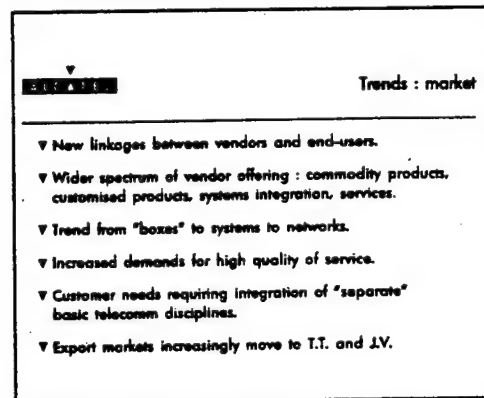 Trends : market
▼ New linkages between vendors and end-users.
▼ Wider spectrum of vendor offering : commodity products,
customised products, systems integration, services.
▼ Trend from "boxes" to systems to networks.
▼ Increased demands for high quality of service.
▼ Customer needs requiring integration of "separate"
basic telecomm disciplines.
▼ Export markets increasingly move to T.T. and J.V.